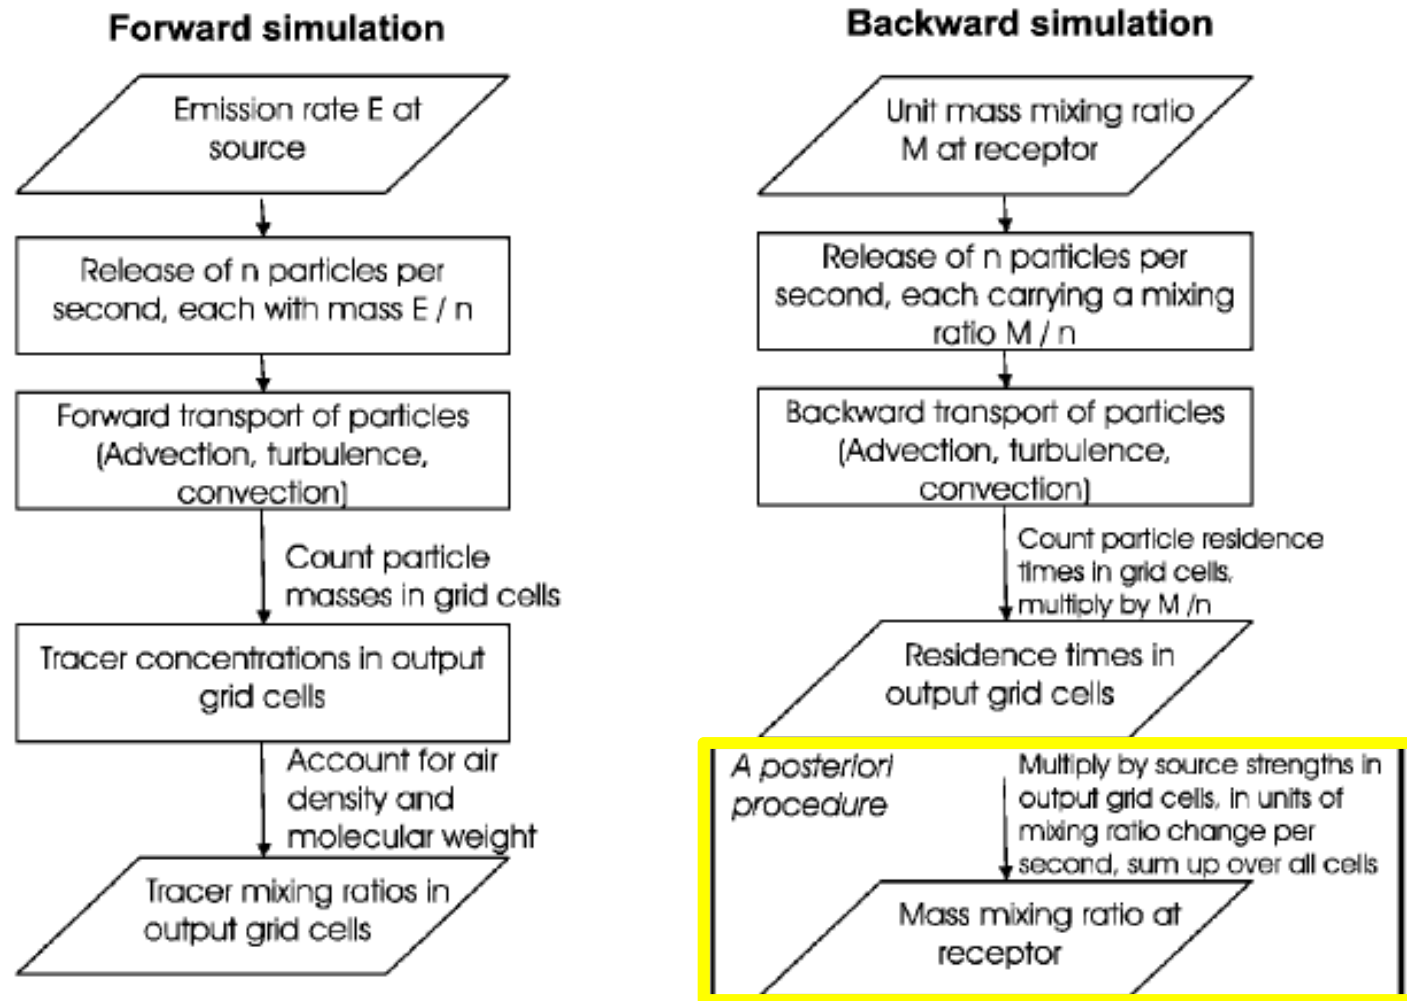 Forward simulation
Emission rate E at
source
Release of n particles per
second, each with mass E / n
Forward transport of particles
(Advection, turbulence,
convection)
Count particle
masses in grid cells
Tracer concentrations in output
grid cells
Account for air
density and
molecular weight
Tracer mixing ratios in
output grid cells
Backward simulation
Unit mass mixing ratio
M at receptor
Release of n particles per
second, each carrying a mixing
ratio M / n
Backward transport of particles
(Advection, turbulence,
convection)
Count particle residence
times in grid cells,
multiply by M /n
Residence times in
output grid cells
A posteriori
procedure
Multiply by source strengths in
output grid cells, in units of
mixing ratio change per
second, sum up over all cells
Mass mixing ratio at
receptor